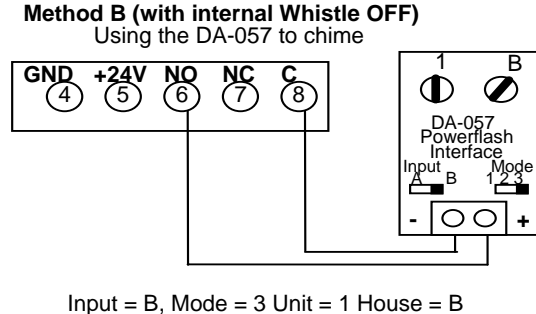 Method B (with internal Whistle OFF)
Using the DA-057 to chime
GND +24V NO NC C
4 5 6 7 8
1 B
DA-057
Powerflash
Interface
Input Mode
A B 1 2 3
- +
Input = B, Mode = 3 Unit = 1 House = B